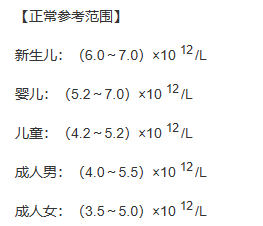 【正常参考范围】
新生儿：（6.0～7.0）×10 12 /L
婴儿：（5.2～7.0）×10 12 /L
儿童：（4.2～5.2）×10 12 /L
成人男：（4.0～5.5）×10 12 /L
成人女：（3.5～5.0）×10 12 /L